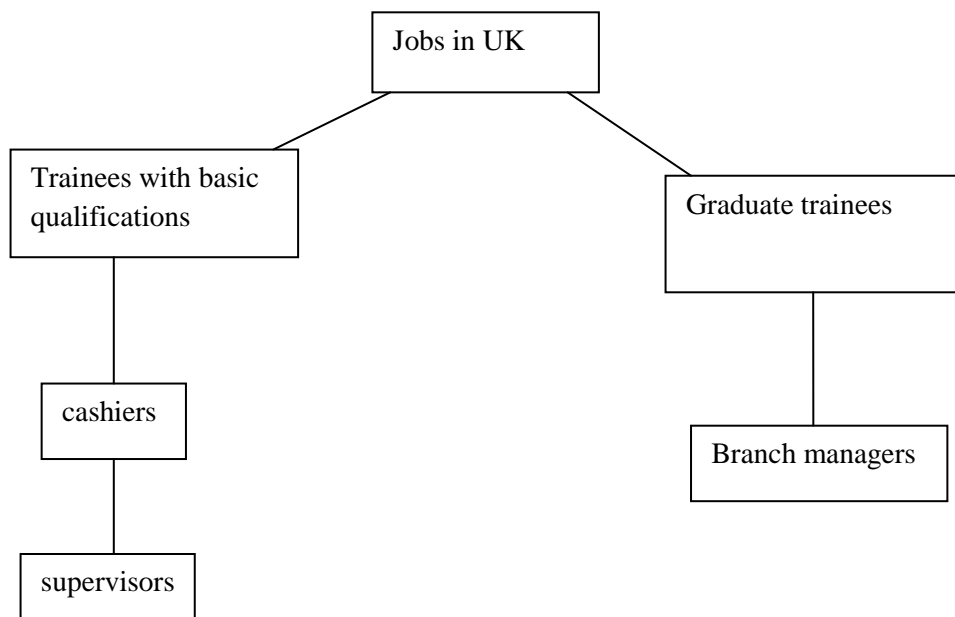 Jobs in UK
Trainees with basic
qualifications
Graduate trainees
cashiers
Branch managers
supervisors